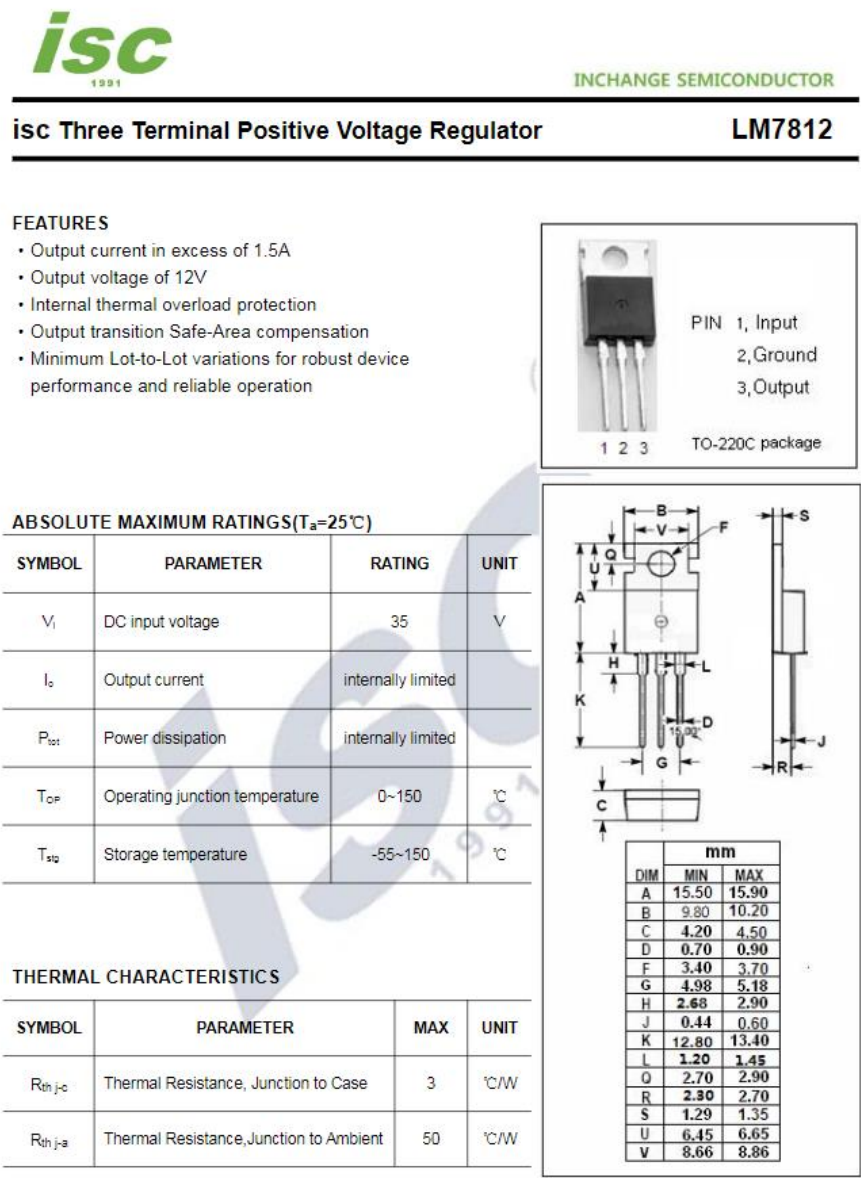 isc
1991
INCHANGE SEMICONDUCTOR
isc Three Terminal Positive Voltage Regulator LM7812
FEATURES
• Output current in excess of 1.5A
• Output voltage of 12V
• Internal thermal overload protection
• Output transition Safe-Area compensation
• Minimum Lot-to-Lot variations for robust device
performance and reliable operation
PIN 1, Input
2,Ground
3,Output
1 2 3
TO-220C package
ABSOLUTE MAXIMUM RATINGS(Ta=25℃)
SYMBOL PARAMETER RATING UNIT
VI DC input voltage 35 V
Io Output current internally limited
Ptot Power dissipation internally limited
TOP Operating junction temperature 0~150 ℃
Tstg Storage temperature -55~150 ℃
THERMAL CHARACTERISTICS
SYMBOL PARAMETER MAX UNIT
Rth j-c Thermal Resistance, Junction to Case 3 ℃/W
Rth j-a Thermal Resistance,Junction to Ambient 50 ℃/W
B
V
F
S
Q
U
A
H
L
K
D
15.00°
J
G
R
C
mm
DIM MIN MAX
A 15.50 15.90
B 9.80 10.20
C 4.20 4.50
D 0.70 0.90
F 3.40 3.70
G 4.98 5.18
H 2.68 2.90
J 0.44 0.60
K 12.80 13.40
L 1.20 1.45
Q 2.70 2.90
R 2.30 2.70
S 1.29 1.35
U 6.45 6.65
V 8.66 8.86
isc
1991